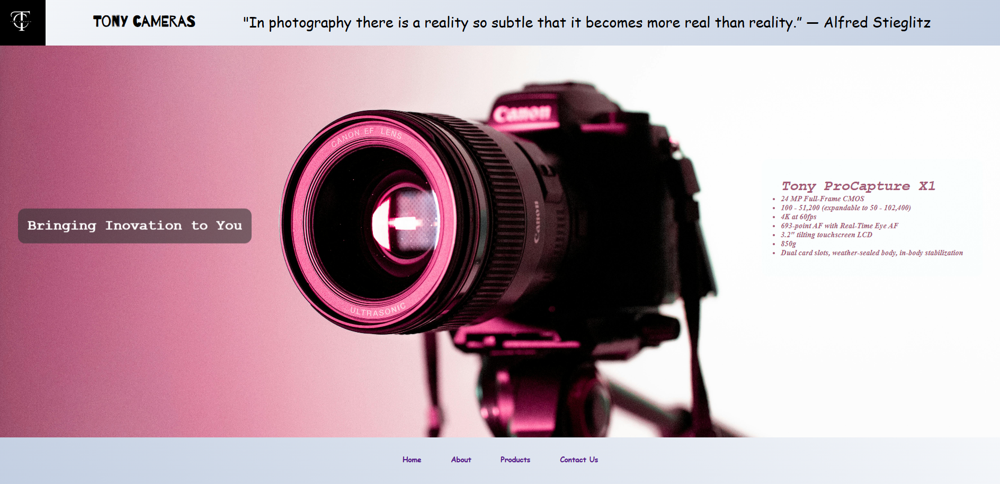 TC
TONY CAMERAS
"In photography there is a reality so subtle that it becomes more real than reality.” — Alfred Stieglitz
Canon
CANON EF LENS
Canon
ULTRASONIC
Bringing Inovation to You
Tony ProCapture X1
24 MP Full-Frame CMOS
100 - 51,200 (expandable to 50 - 102,400)
4K at 60fps
693-point AF with Real-Time Eye AF
3.2" tilting touchscreen LCD
850g
Dual card slots, weather-sealed body, in-body stabilization
Home About Products Contact Us